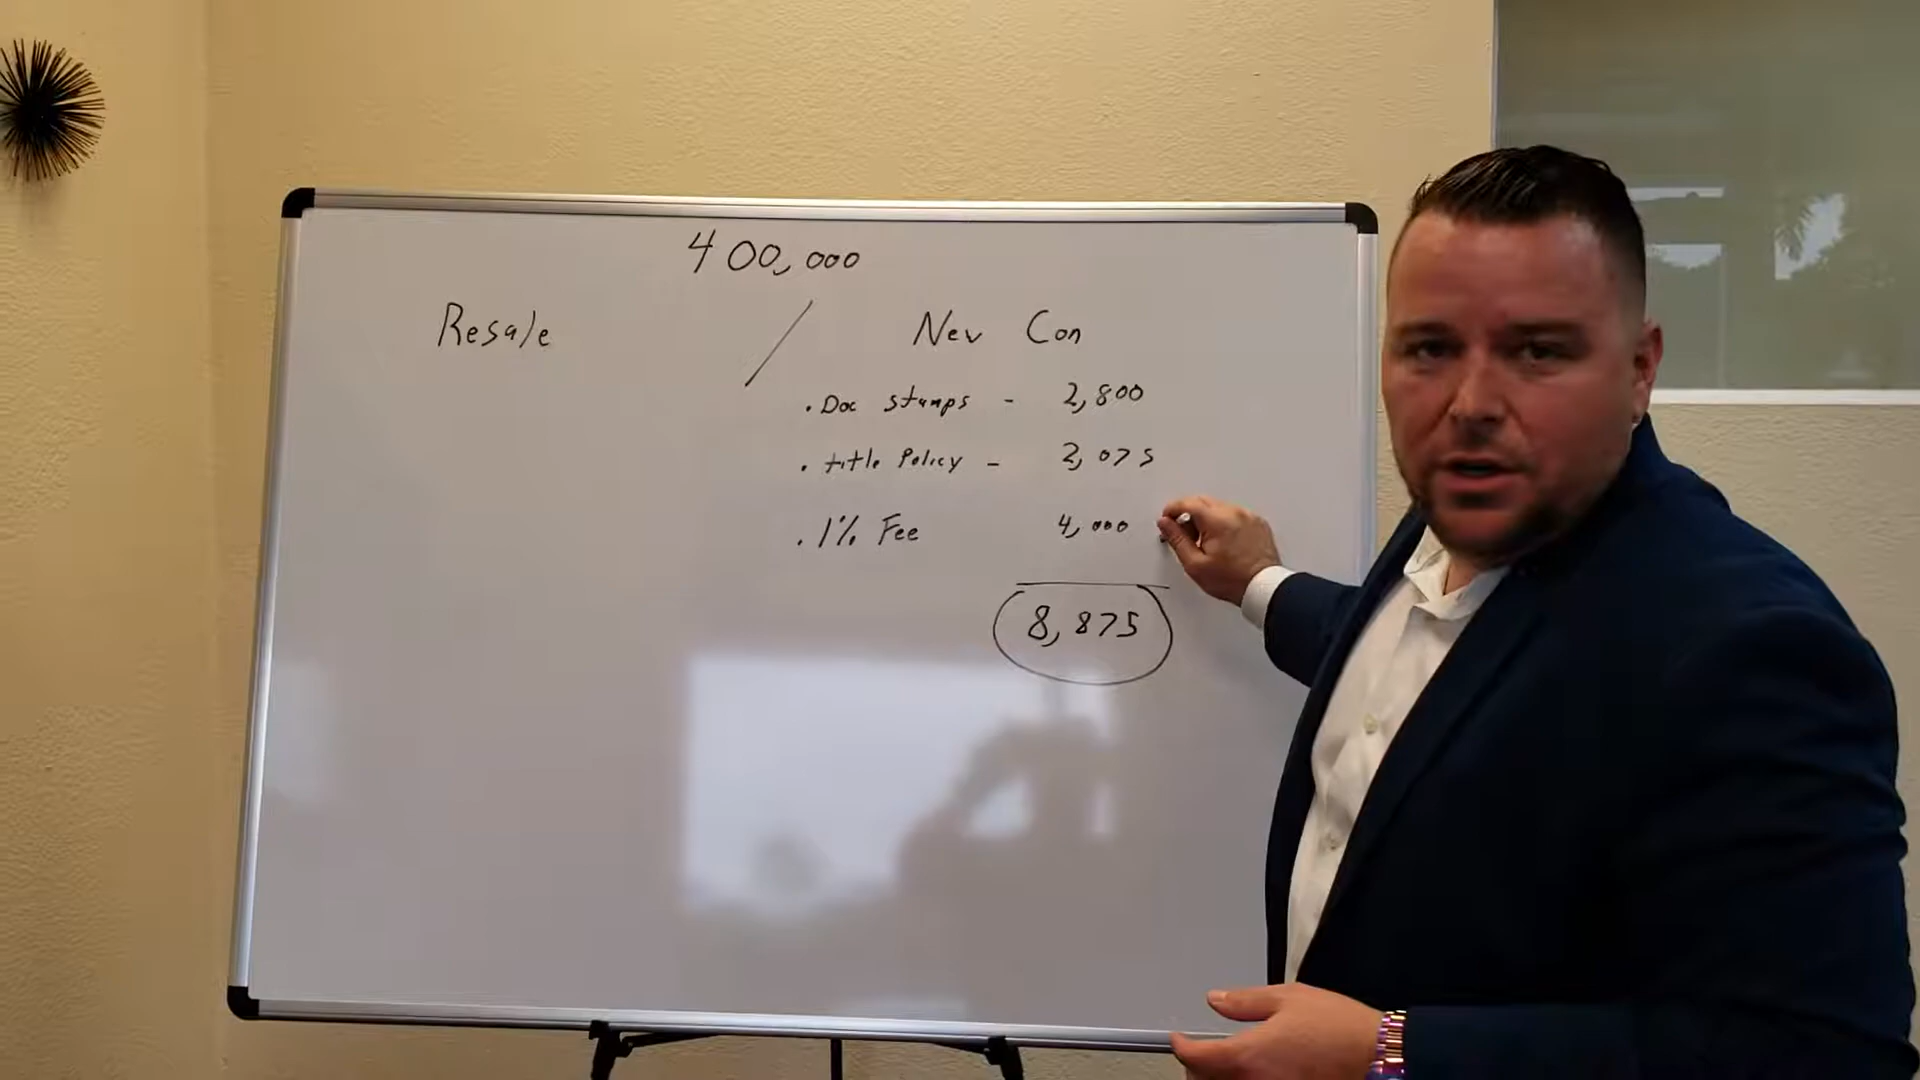 400,000
Resale / New Con
. Doc stamps - 2,800
. title Policy - 2,075
. 1% Fee 4,000
8,875